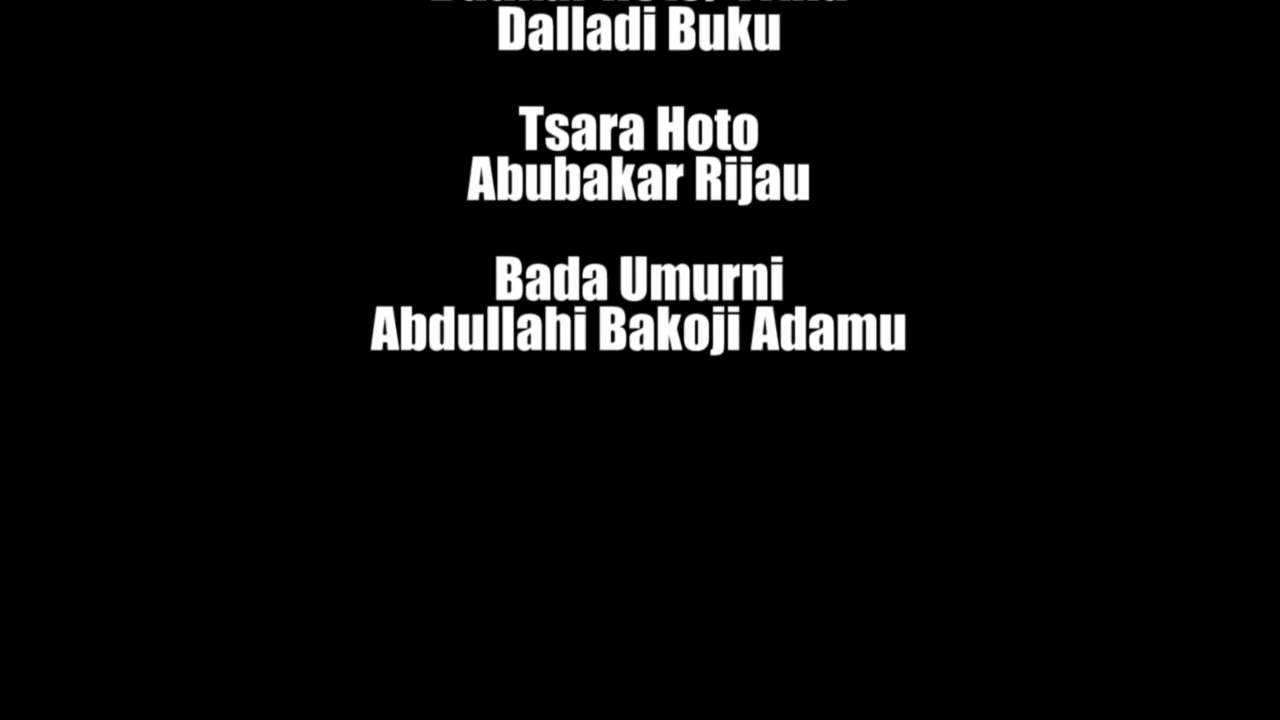 Dalladi Buku
Tsara Hoto
Abubakar Rijau
Bada Umurni
Abdullahi Bakoji Adamu